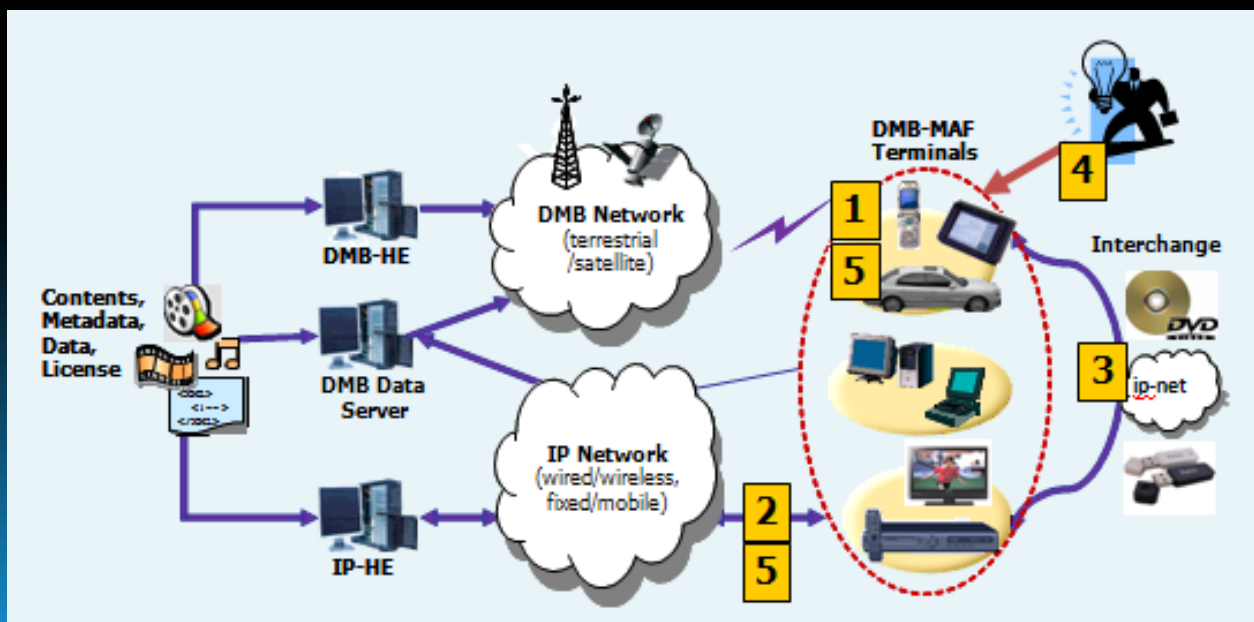 DMB-MAF
Terminals
4
DMB Network
(terrestrial
/satellite)
1
DMB-HE
Interchange
5
Contents,
Metadata,
Data,
License
DVD
3
ip-net
DMB Data
Server
<i-->
IP Network
(wired/wireless,
fixed/mobile)
2
IP-HE
5